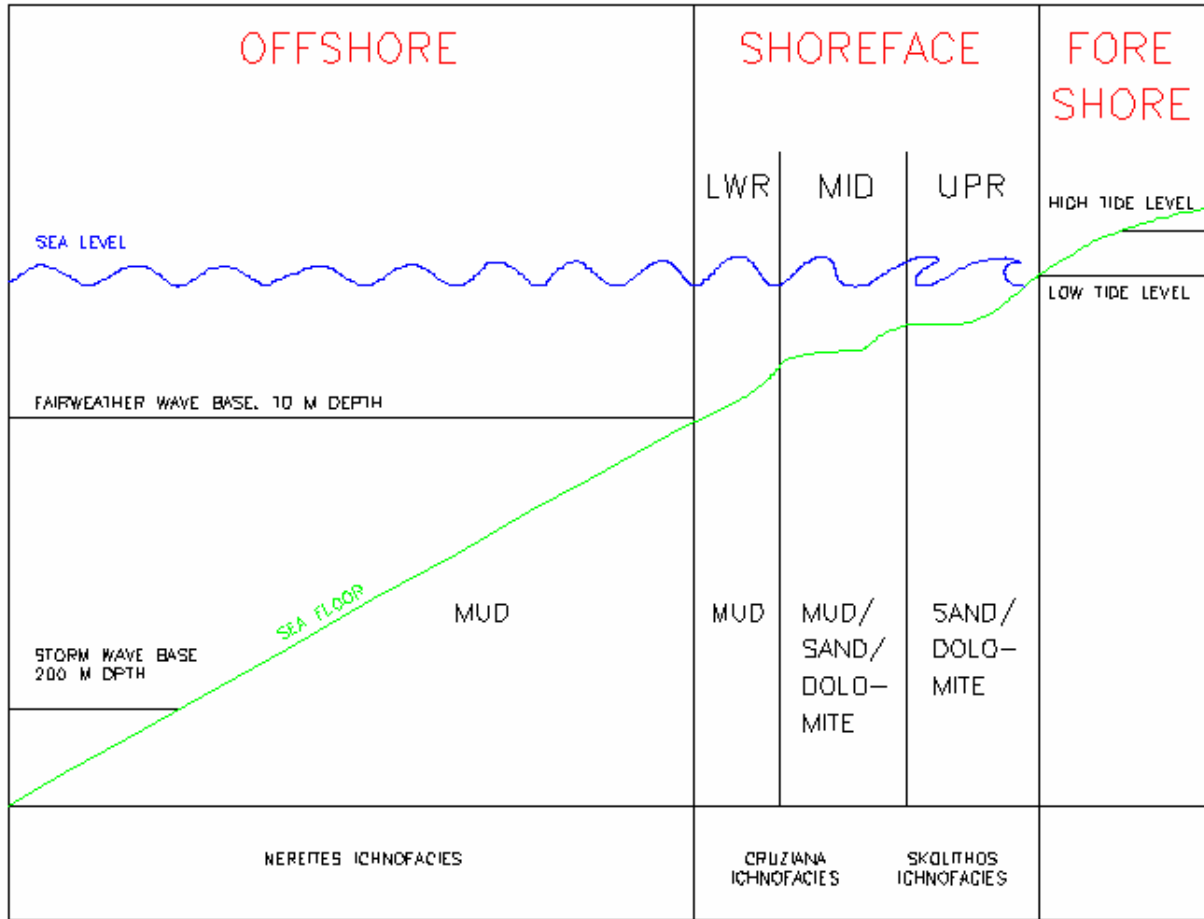 OFFSHORE
SHOREFACE
FORE
SHORE
LWR
MID
UPR
HIGH TIDE LEVEL
SEA LEVEL
LOW TIDE LEVEL
FAIRWEATHER WAVE BASE, 10 M DEPTH
SEA FLOOR
MUD
MUD
MUD/
SAND/
DOLO-
MITE
SAND/
DOLO-
MITE
STORM WAVE BASE
200 M DPTH
NEREITES ICHNOFACIES
CRUZIANA
ICHNOFACIES
SKOLITHOS
ICHNOFACIES